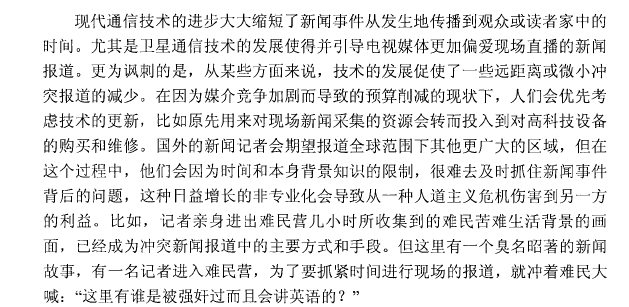 现代通信技术的进步大大缩短了新闻事件从发生地传播到观众或读者家中的
时间。尤其是卫星通信技术的发展使得并引导电视媒体更加偏爱现场直播的新闻
报道。更为讽刺的是，从某些方面来说，技术的发展促使了一些远距离或微小冲
突报道的减少。在因为媒介竞争加剧而导致的预算削减的现状下，人们会优先考
虑技术的更新，比如原先用来对现场新闻采集的资源会转而投入到对高科技设备
的购买和维修。国外的新闻记者会期望报道全球范围下其他更广大的区域，但在
这个过程中，他们会因为时间和本身背景知识的限制，很难去及时抓住新闻事件
背后的问题，这种日益增长的非专业化会导致从一种人道主义危机伤害到另一方
的利益。比如，记者亲身进出难民营几小时所收集到的难民苦难生活背景的画
面，已经成为冲突新闻报道中的主要方式和手段。但这里有一个臭名昭著的新闻
故事，有一名记者进入难民营，为了要抓紧时间进行现场的报道，就冲着难民大
喊：“这里有谁是被强奸过而且会讲英语的？”